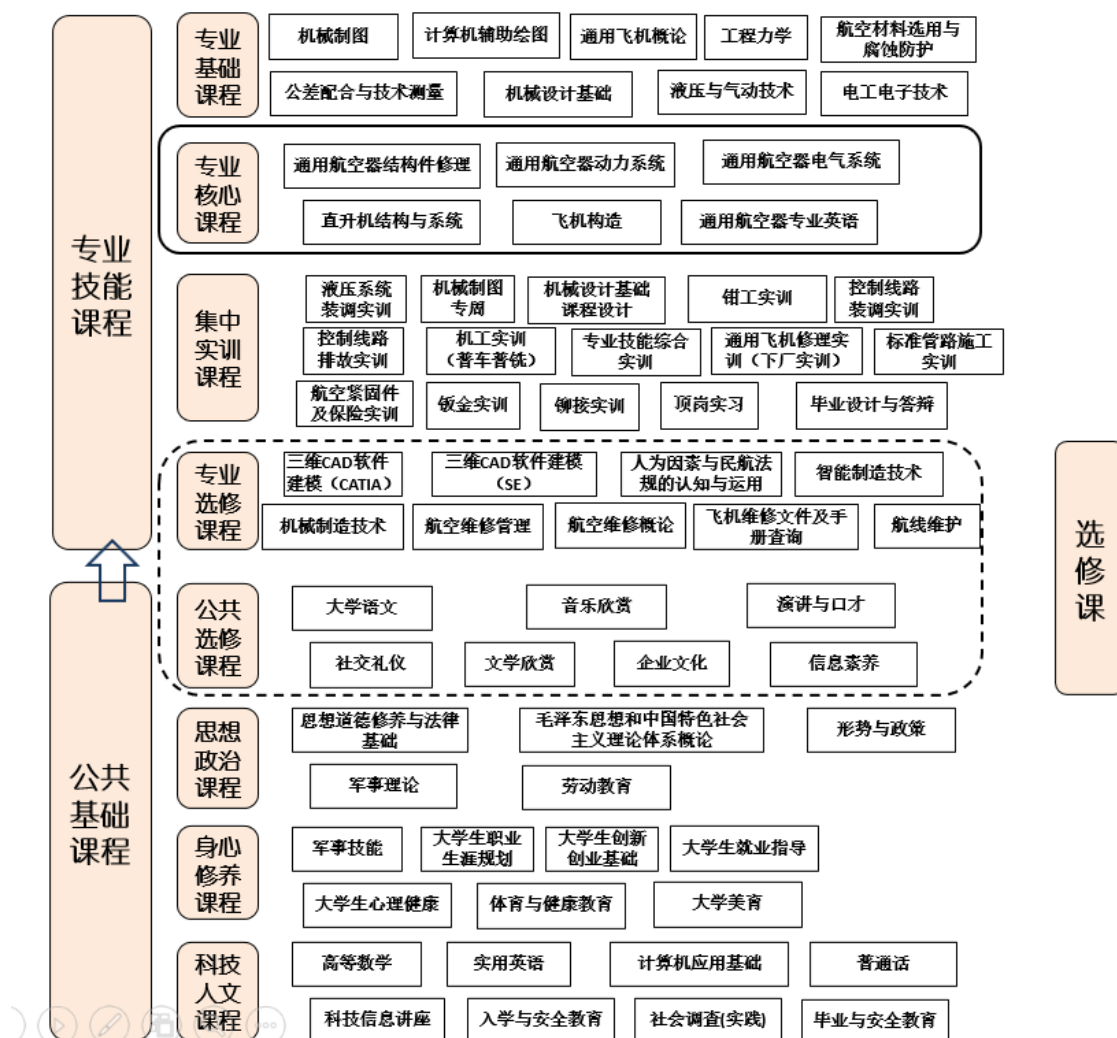 专业
技能
课程
专业
基础
课程
机械制图
计算机辅助绘图
通用飞机概论
工程力学
航空材料选用与
腐蚀防护
公差配合与技术测量
机械设计基础
液压与气动技术
电工电子技术
专业
核心
课程
通用航空器结构件修理
通用航空器动力系统
通用航空器电气系统
直升机结构与系统
飞机构造
通用航空器专业英语
集中
实训
课程
液压系统
装调实训
机械制图
专周
机械设计基础
课程设计
钳工实训
控制线路
装调实训
控制线路
排故实训
机工实训
（普车普铣）
专业技能综合
实训
通用飞机修理实
训（下厂实训）
标准管路施工
实训
航空紧固件
及保险实训
钣金实训
铆接实训
顶岗实习
毕业设计与答辩
专业
选修
课程
三维CAD软件
建模（CATIA）
三维CAD软件建模
（SE）
人为因素与民航法
规的认知与运用
智能制造技术
机械制造技术
航空维修管理
航空维修概论
飞机维修文件及手
册查询
航线维护
选
修
课
公共
基础
课程
公共
选修
课程
大学语文
音乐欣赏
演讲与口才
社交礼仪
文学欣赏
企业文化
信息素养
思想
政治
课程
思想道德修养与法律
基础
毛泽东思想和中国特色社会
主义理论体系概论
形势与政策
军事理论
劳动教育
身心
修养
课程
军事技能
大学生职业
生涯规划
大学生创新
创业基础
大学生就业指导
大学生心理健康
体育与健康教育
大学美育
科技
人文
课程
高等数学
实用英语
计算机应用基础
普通话
科技信息讲座
入学与安全教育
社会调查(实践)
毕业与安全教育